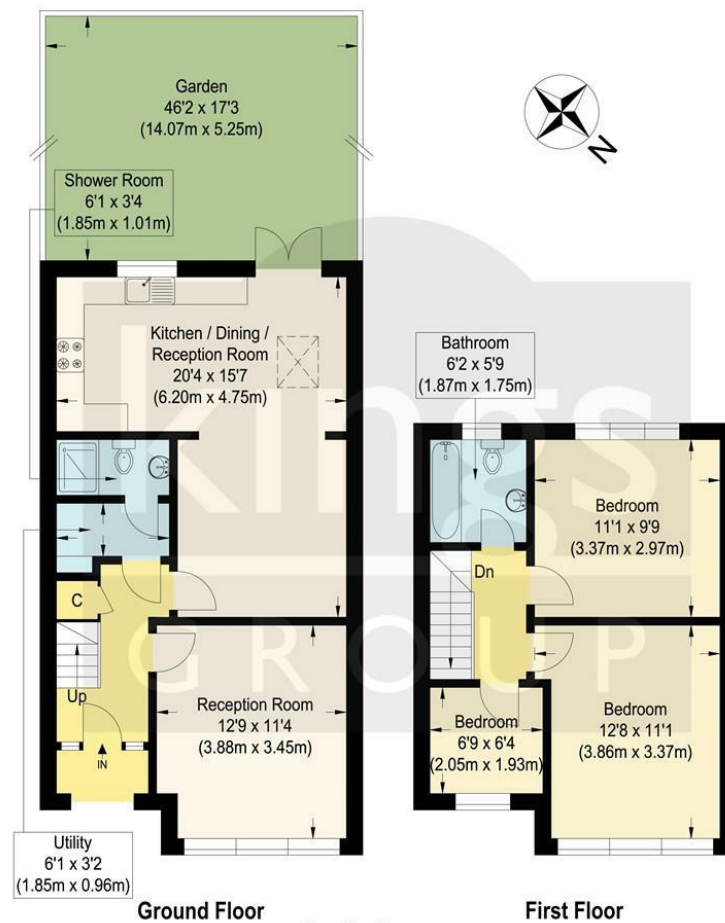 Garden
46'2 x 17'3
(14.07m x 5.25m)
N
Shower Room
6'1 x 3'4
(1.85m x 1.01m)
Kitchen / Dining /
Reception Room
20'4 x 15'7
(6.20m x 4.75m)
Bathroom
6'2 x 5'9
(1.87m x 1.75m)
kings
GROUP
Bedroom
11'1 x 9'9
(3.37m x 2.97m)
C
Dn
Up
Reception Room
12'9 x 11'4
(3.88m x 3.45m)
Bedroom
6'9 x 6'4
(2.05m x 1.93m)
Bedroom
12'8 x 11'1
(3.86m x 3.37m)
IN
Utility
6'1 x 3'2
(1.85m x 0.96m)
Ground Floor
First Floor